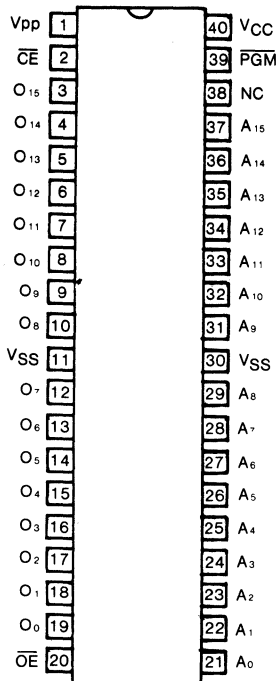 Vpp 1 40 VCC
C̅E̅ 2 39 P̅G̅M̅
O15 3 38 NC
O14 4 37 A15
O13 5 36 A14
O12 6 35 A13
O11 7 34 A12
O10 8 33 A11
O9 9 32 A10
O8 10 31 A9
VSS 11 30 VSS
O7 12 29 A8
O6 13 28 A7
O5 14 27 A6
O4 15 26 A5
O3 16 25 A4
O2 17 24 A3
O1 18 23 A2
O0 19 22 A1
O̅E̅ 20 21 A0